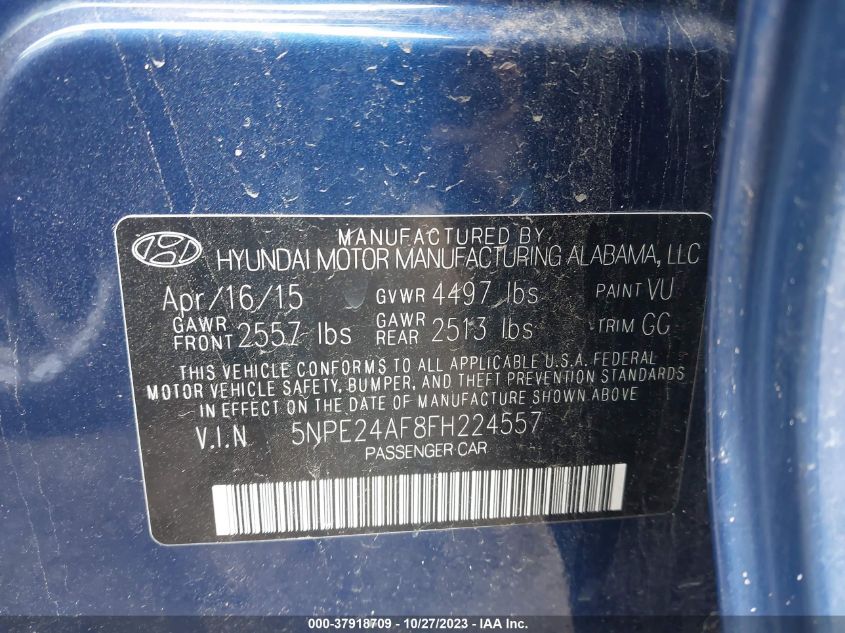 MANUFACTURED BY
HYUNDAI MOTOR MANUFACTURING ALABAMA, LLC
Apr/16/15 GVWR 4497 lbs PAINT VU
GAWR FRONT 2557 lbs GAWR REAR 2513 lbs TRIM GG
THIS VEHICLE CONFORMS TO ALL APPLICABLE U.S.A. FEDERAL
MOTOR VEHICLE SAFETY, BUMPER, AND THEFT PREVENTION STANDARDS
IN EFFECT ON THE DATE OF MANUFACTURE SHOWN ABOVE
V.I.N 5NPE24AF8FH224557
PASSENGER CAR
000-37918709 - 10/27/2023 - IAA Inc.